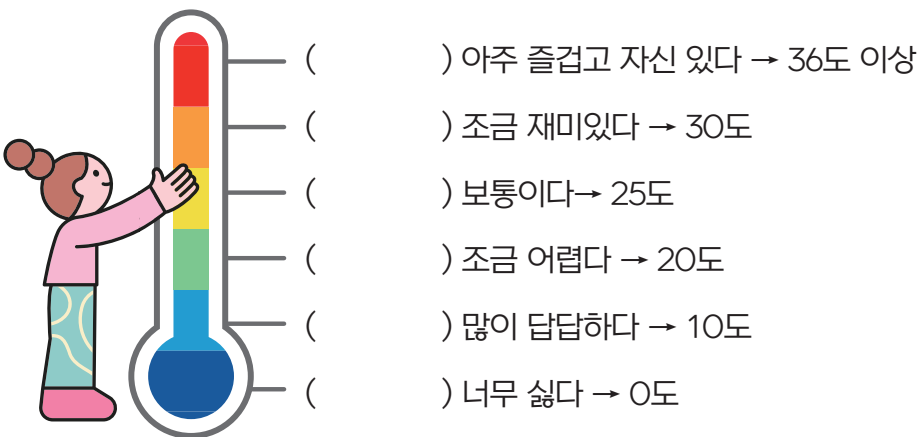 (          ) 아주 즐겁고 자신 있다 → 36도 이상
(          ) 조금 재미있다 → 30도
(          ) 보통이다→ 25도
(          ) 조금 어렵다 → 20도
(          ) 많이 답답하다 → 10도
(          ) 너무 싫다 → 0도